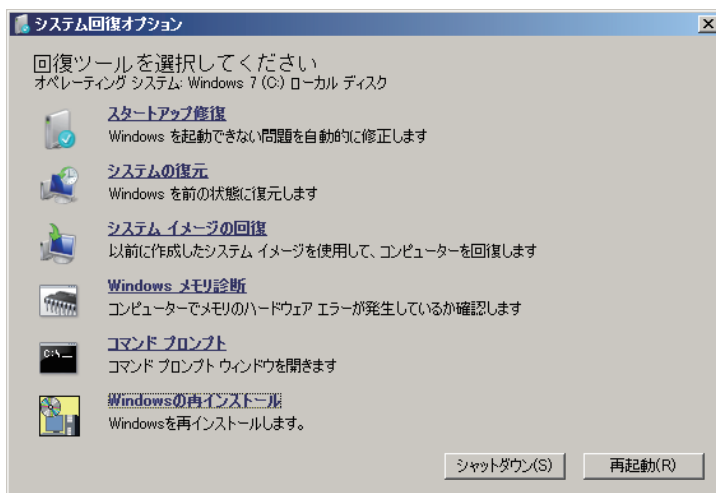 システム回復オプション
回復ツールを選択してください
オペレーティング システム: Windows 7 (C:) ローカル ディスク
スタートアップ修復
Windows を起動できない問題を自動的に修正します
システムの復元
Windows を前の状態に復元します
システム イメージの回復
以前に作成したシステム イメージを使用して、コンピューターを回復します
Windows メモリ診断
コンピューターでメモリのハードウェア エラーが発生しているか確認します
C:\_
コマンド プロンプト
コマンド プロンプト ウィンドウを開きます
Windowsの再インストール
Windowsを再インストールします。
シャットダウン(S)
再起動(R)